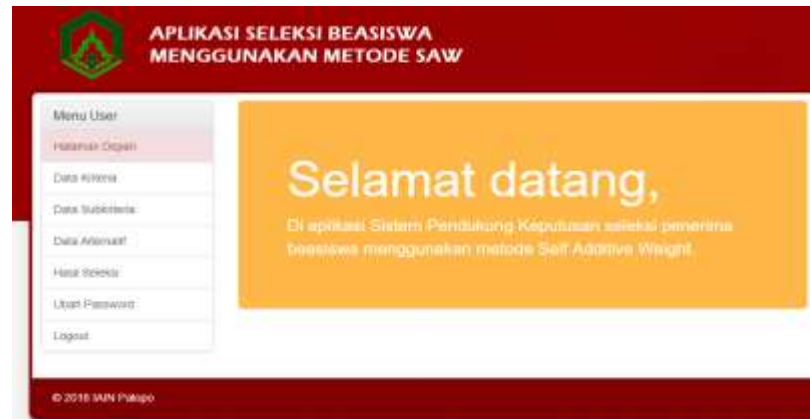 APLIKASI SELEKSI BEASISWA
MENGGUNAKAN METODE SAW
Menu User
Halaman Depan
Data Kriteria
Data Subkriteria
Data Alternatif
Hasil Seleksi
Ubah Password
Logout
Selamat datang,
Di aplikasi Sistem Pendukung Keputusan seleksi penerima
beasiswa menggunakan metode Self Additive Weight.
© 2016 IAIN Palopo